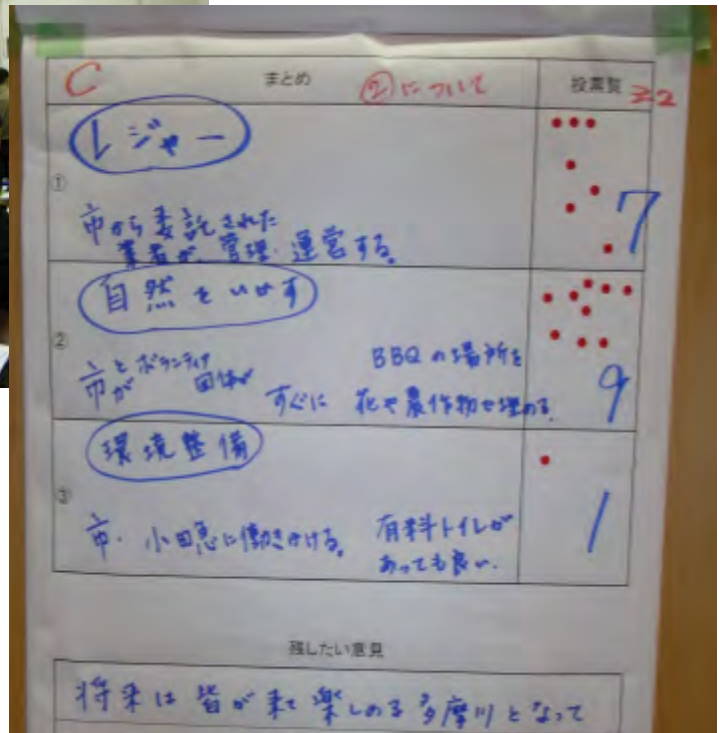 C まとめ ②について 投票覧 32
レジャー
①
市から委託された
業者が、管理・運営する。
7
自然をいかす
②
市とボランティア団体が
BBQの場所を
すぐに 花や農作物で埋める。
9
環境整備
③
市・小田急に働きかける。
有料トイレが
あっても良い。
1
残したい意見
将来は皆が来て楽しめる多摩川となって